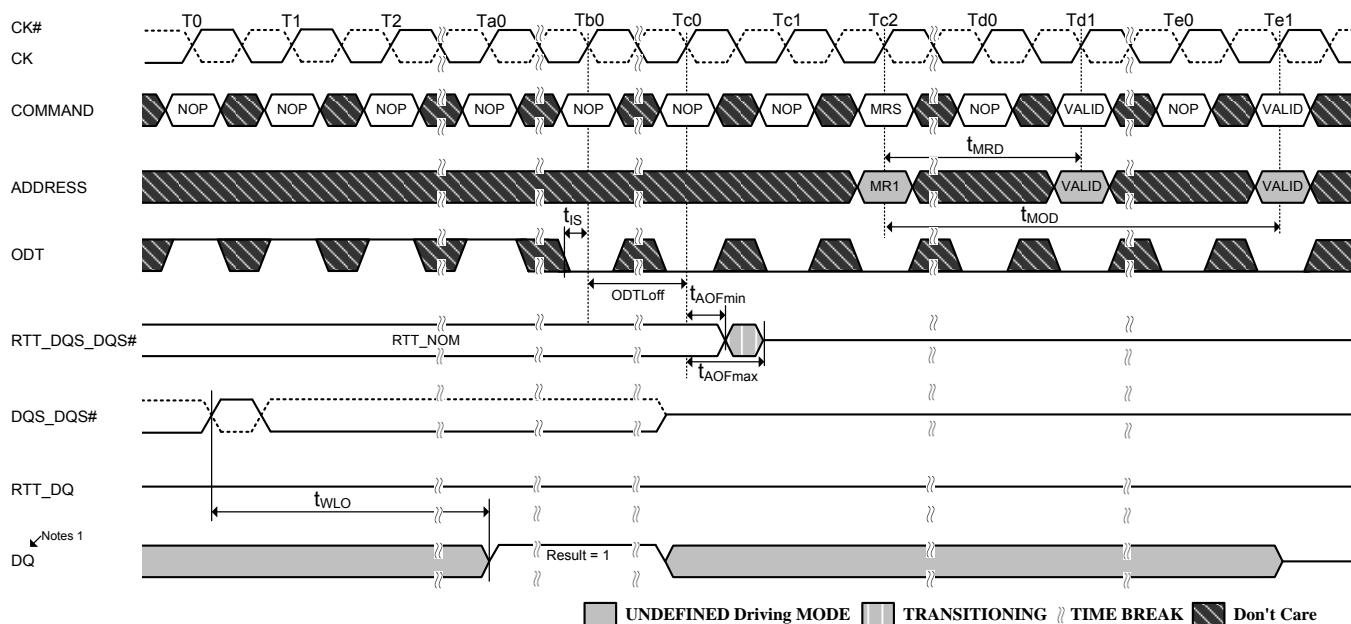 T0 T1 T2 Ta0 Tb0 Tc0 Tc1 Tc2 Td0 Td1 Te0 Te1
CK#
CK
COMMAND NOP NOP NOP NOP NOP NOP NOP MRS NOP VALID NOP VALID
tMRD
ADDRESS MR1 VALID VALID
tIS
tMOD
ODT
ODTLoff
tAOFmin
RTT_DQS_DQS# RTT_NOM
tAOFmax
DQS_DQS#
RTT_DQ
tWLO
Notes 1
DQ Result = 1
UNDEFINED Driving MODE TRANSITIONING TIME BREAK Don't Care